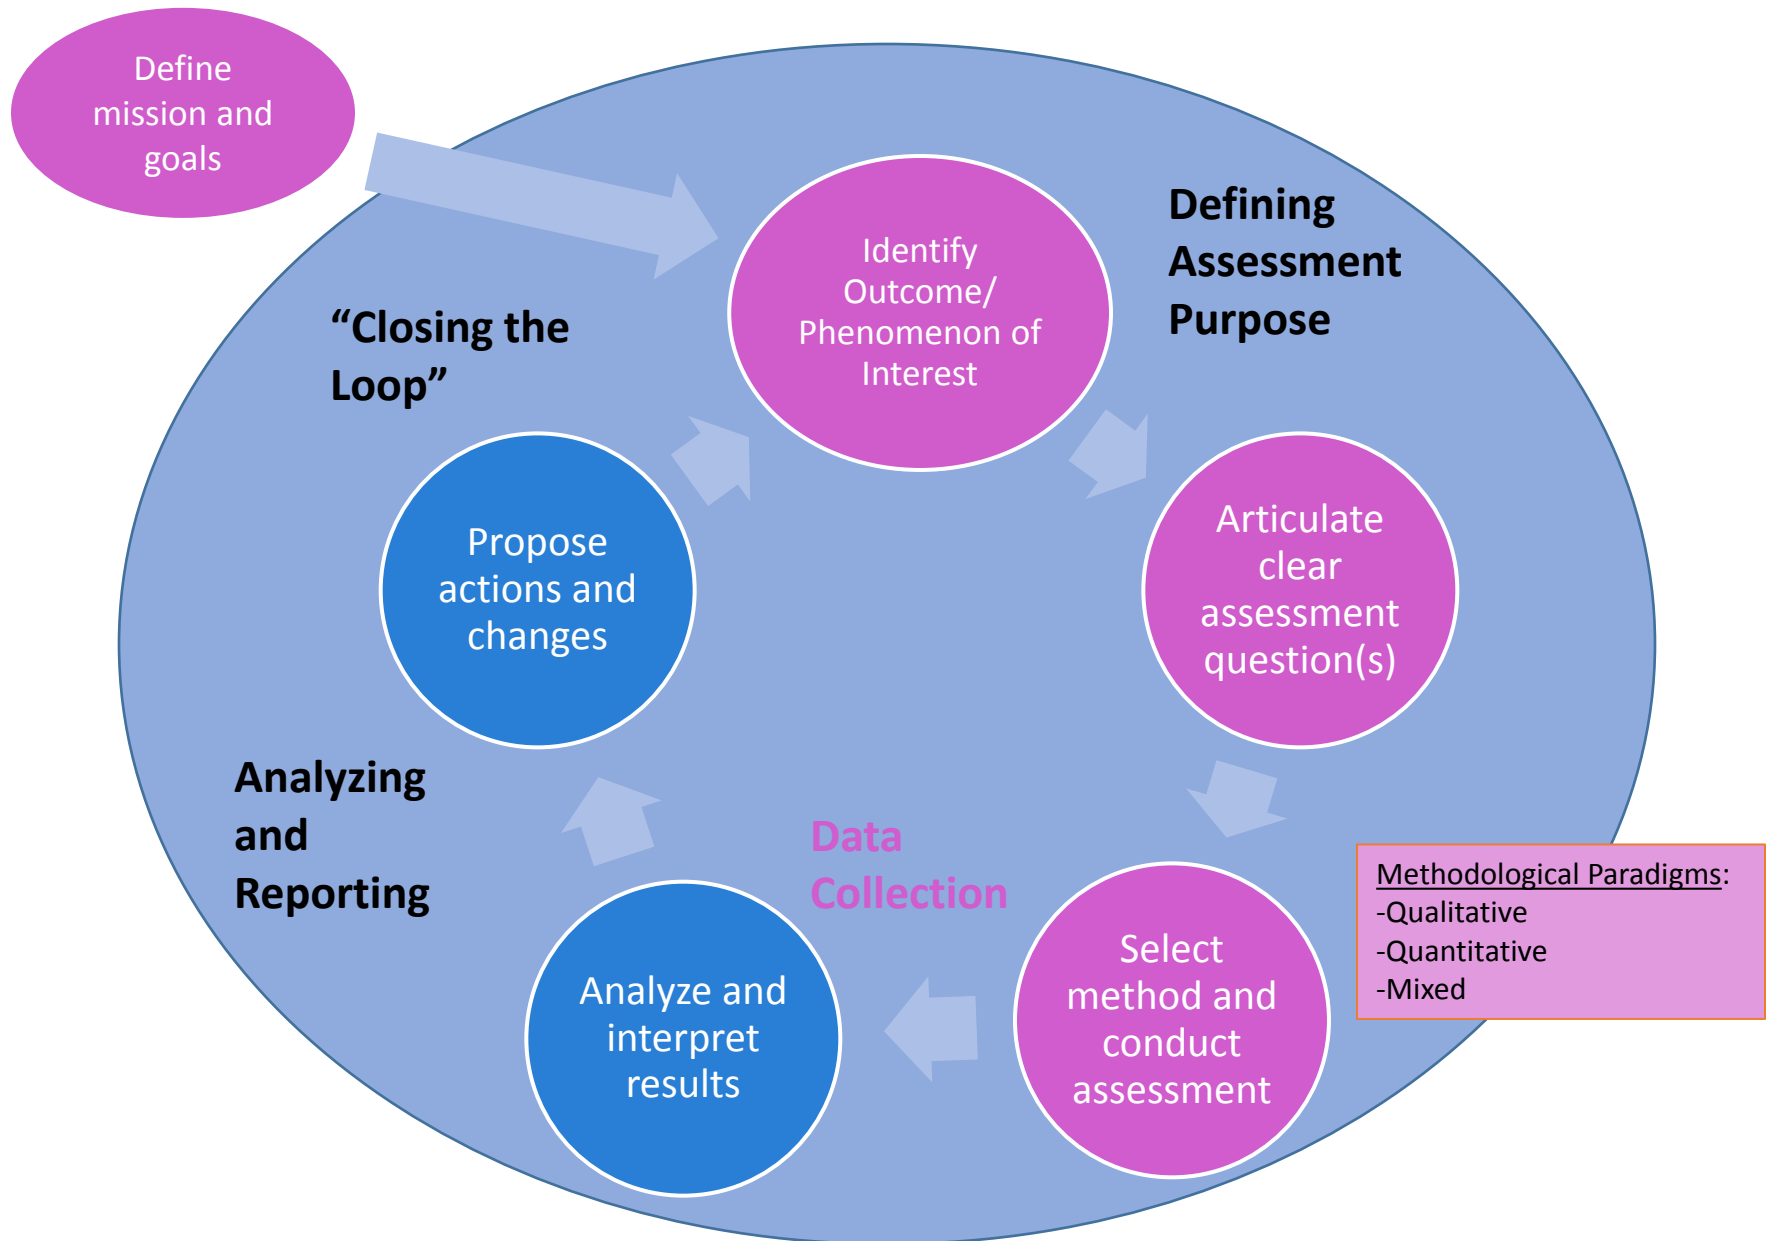 Define
mission and
goals
Identify
Outcome/
Phenomenon of
Interest
Defining
Assessment
Purpose
“Closing the
Loop”
Propose
actions and
changes
Articulate
clear
assessment
question(s)
Analyzing
and
Reporting
Data
Collection
Methodological Paradigms:
-Qualitative
-Quantitative
-Mixed
Select
method and
conduct
assessment
Analyze and
interpret
results